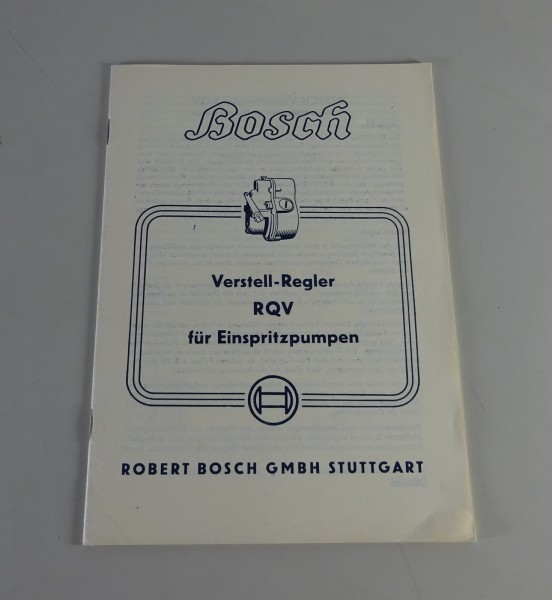 Bosch
Verstell-Regler
RQV
für Einspritzpumpen
ROBERT BOSCH GMBH STUTTGART